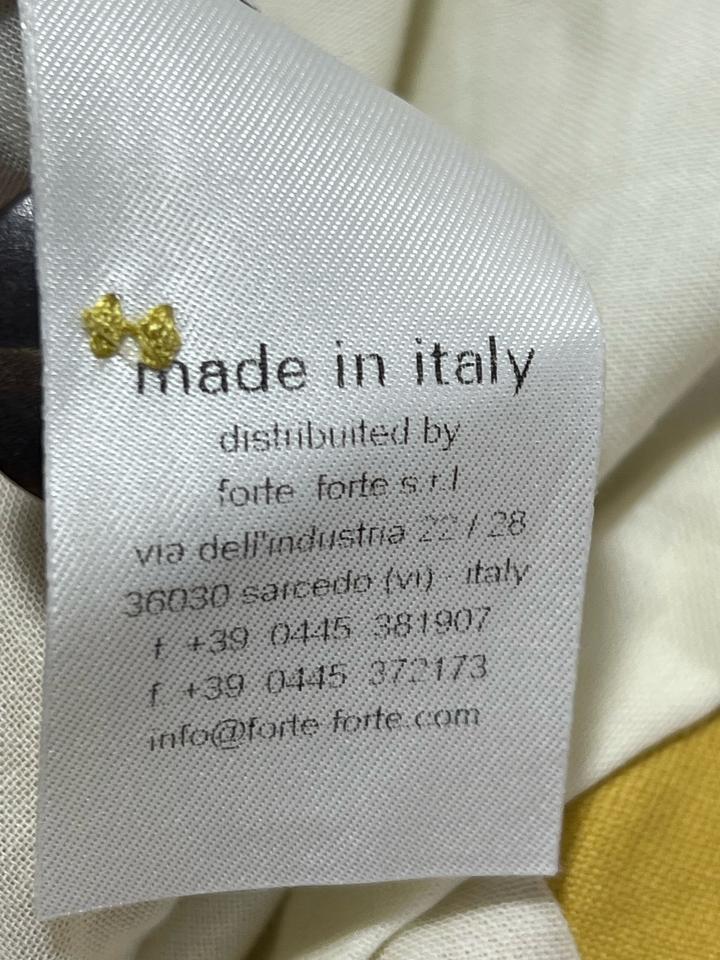 made in italy
distribuited by
forte forte s r l
via dell'industria 22 / 28
36030 sarcedo (vi) - italy
t +39 0445 381907
f +39 0445 372173
info@forte forte.com